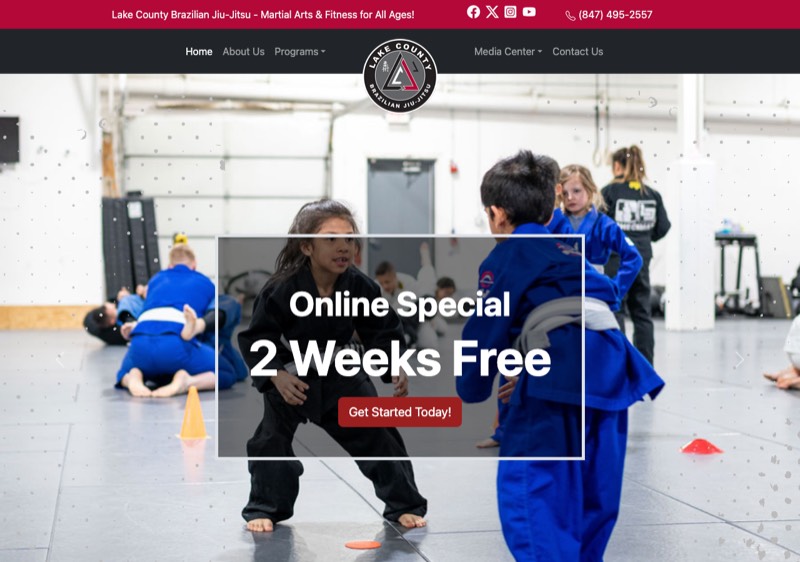 Lake County Brazilian Jiu-Jitsu - Martial Arts & Fitness for All Ages!
(847) 495-2557
Home About Us Programs
LAKE COUNTY
BRAZILIAN JIU-JITSU
Media Center Contact Us
Online Special
2 Weeks Free
Get Started Today!